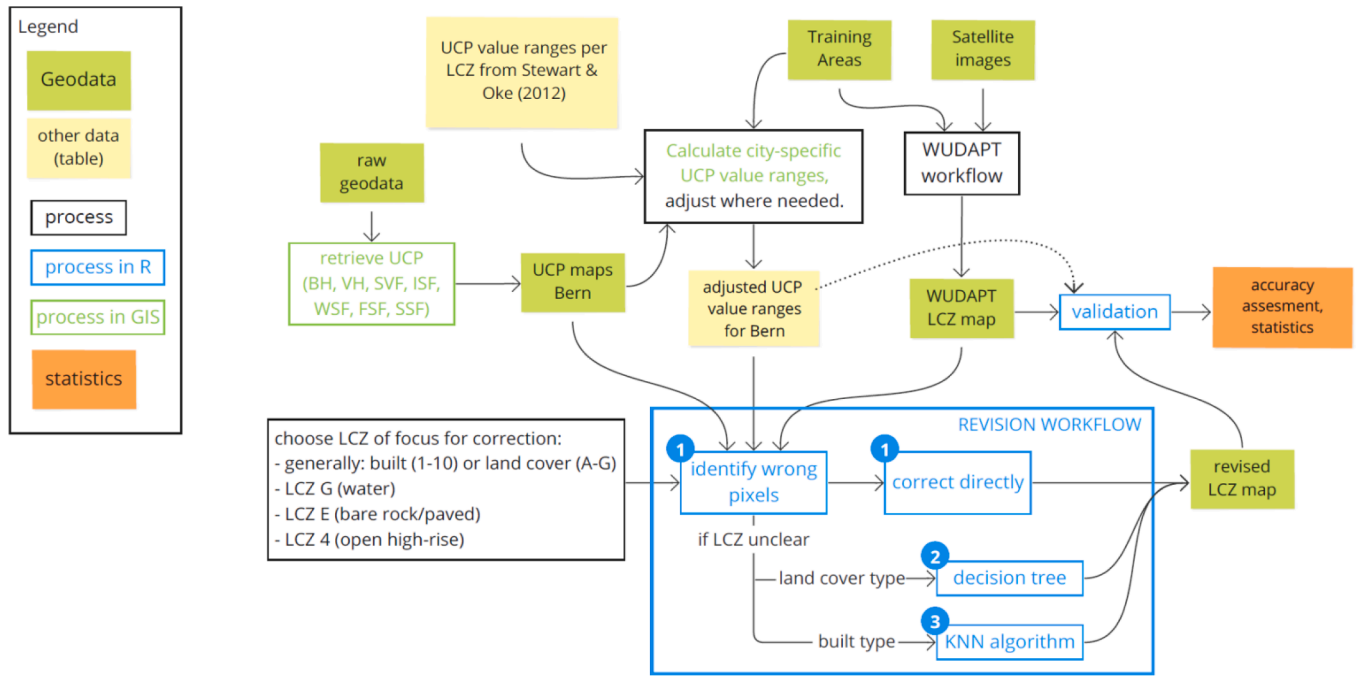 Legend
Geodata
other data
(table)
process
process in R
process in GIS
statistics
UCP value ranges per
LCZ from Stewart &
Oke (2012)
Training
Areas
Satellite
images
raw
geodata
Calculate city-specific
UCP value ranges,
adjust where needed.
WUDAPT
workflow
retrieve UCP
(BH, VH, SVF, ISF,
WSF, FSF, SSF)
UCP maps
Bern
adjusted UCP
value ranges
for Bern
WUDAPT
LCZ map
validation
accuracy
assesment,
statistics
choose LCZ of focus for correction:
- generally: built (1-10) or land cover (A-G)
- LCZ G (water)
- LCZ E (bare rock/paved)
- LCZ 4 (open high-rise)
REVISION WORKFLOW
1
identify wrong
pixels
1
correct directly
revised
LCZ map
if LCZ unclear
land cover type
2
decision tree
built type
3
KNN algorithm